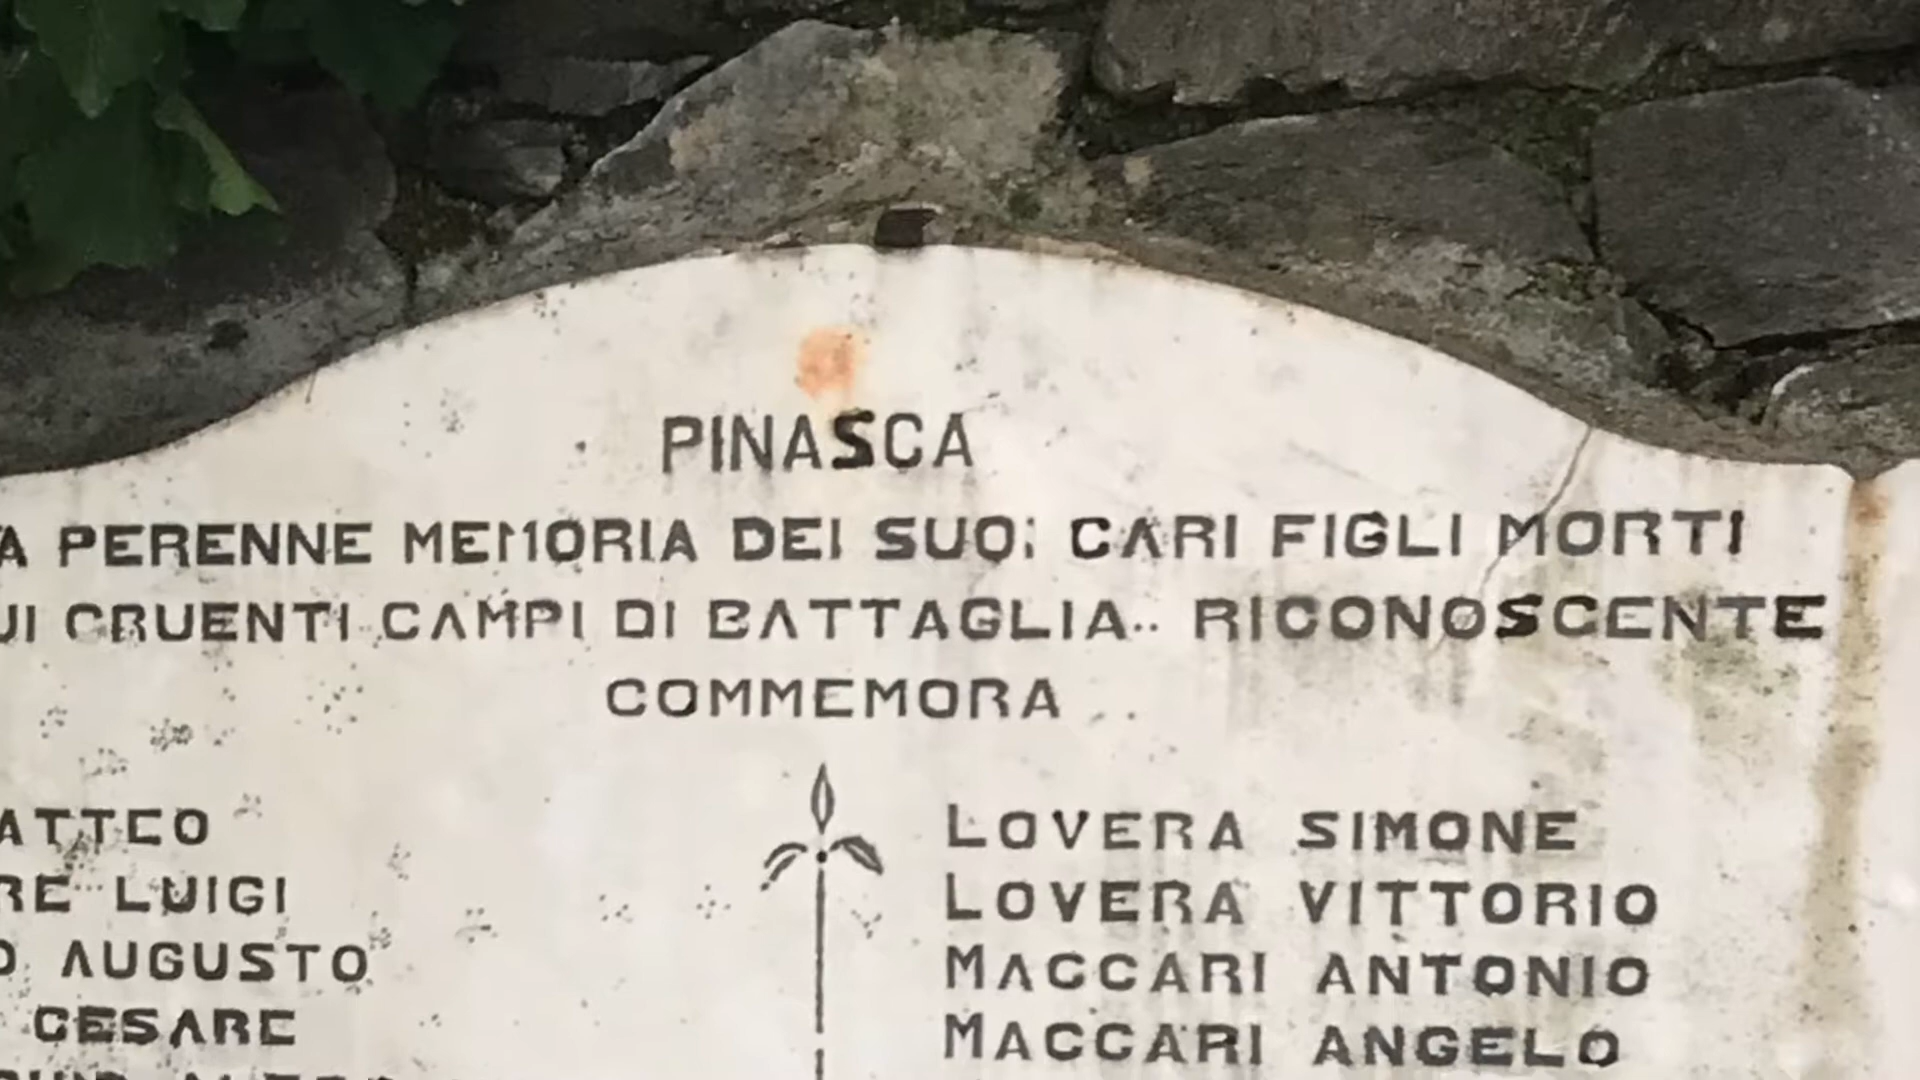 PINASCA
A PERENNE MEMORIA DEI SUOI CARI FIGLI MORTI
UI CRUENTI CAMPI DI BATTAGLIA.. RICONOSCENTE
COMMEMORA
ATTEO
RE LUIGI
O AUGUSTO
CESARE
LOVERA SIMONE
LOVERA VITTORIO
MACCARI ANTONIO
MACCARI ANGELO